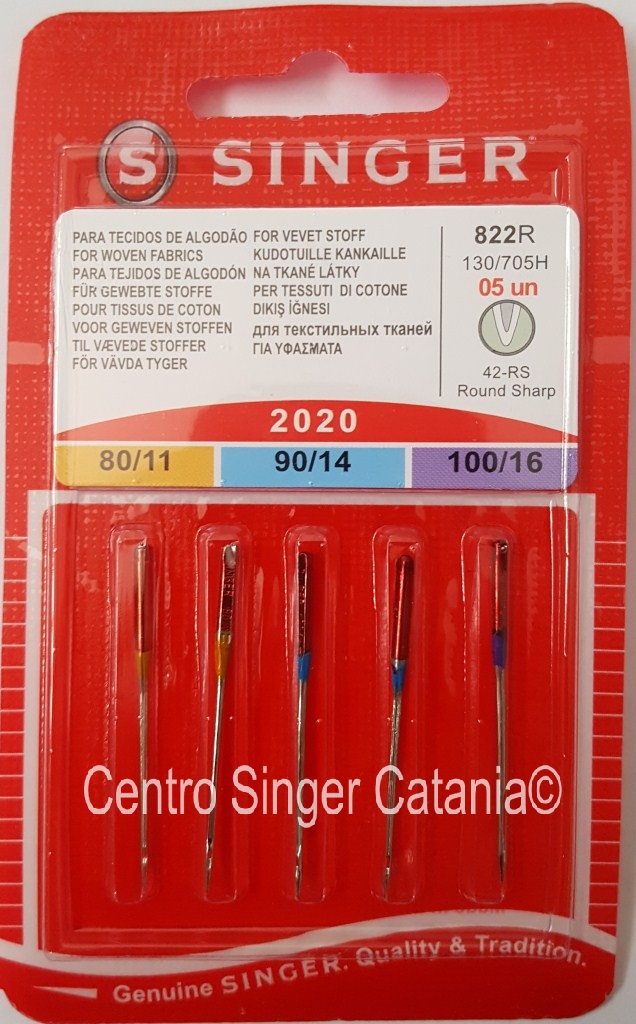 S SINGER®
PARA TECIDOS DE ALGODÃO
FOR WOVEN FABRICS
PARA TEJIDOS DE ALGODÓN
FÜR GEWEBTE STOFFE
POUR TISSUS DE COTON
VOOR GEWEVEN STOFFEN
TIL VÆVEDE STOFFER
FÖR VÄVDA TYGER
FOR VEVET STOFF
KUDOTUILLE KANKAILLE
NA TKANÉ LÁTKY
PER TESSUTI DI COTONE
DIKIŞ İĞNESI
для текстильных тканей
ΓΙΑ ΥΦΑΣΜΑΤΑ
822R
130/705H
05 un
42-RS
Round Sharp
2020
80/11 90/14 100/16
Centro Singer Catania©
Genuine SINGER. Quality & Tradition.